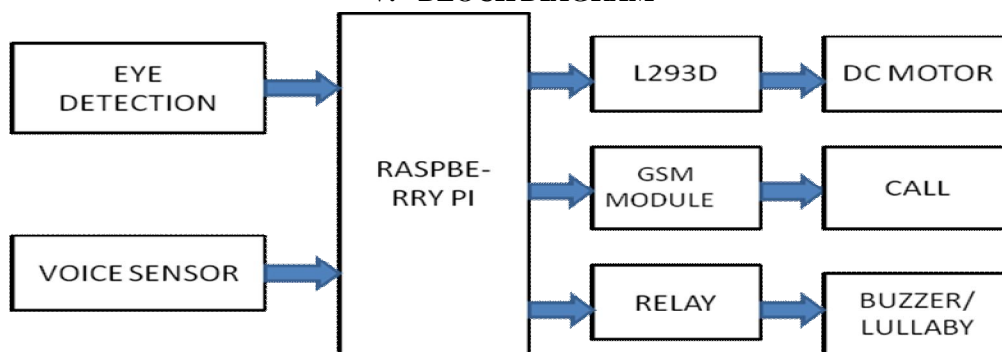 EYE
DETECTION
VOICE SENSOR
RASPBE-
RRY PI
L293D
DC MOTOR
GSM
MODULE
CALL
RELAY
BUZZER/
LULLABY